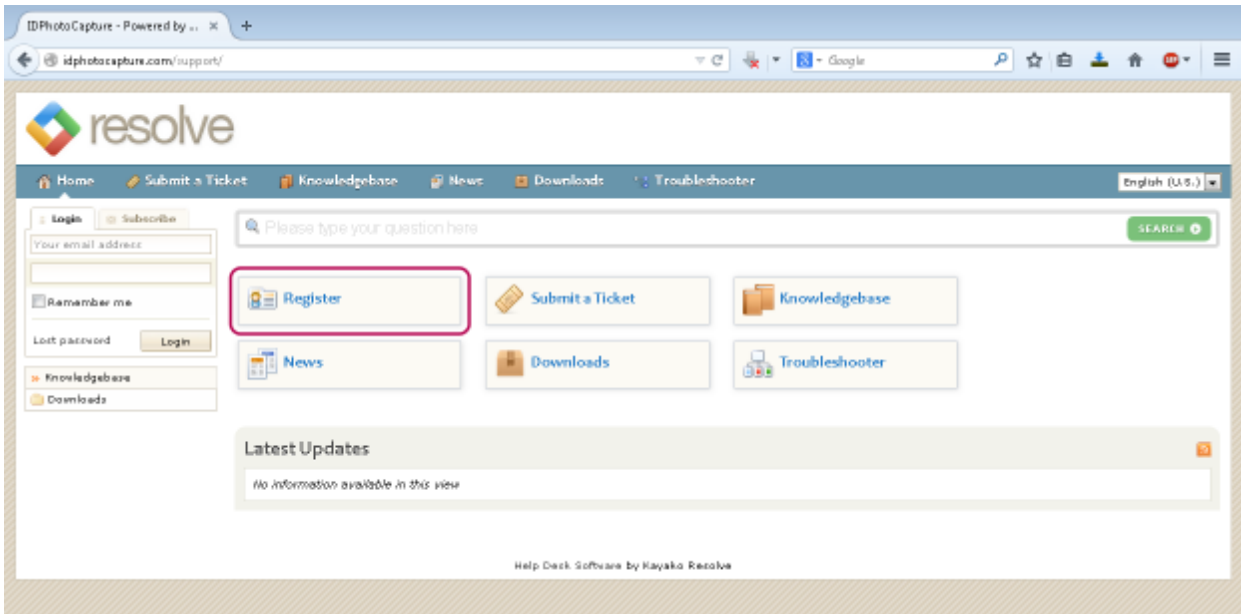 IDPhotoCapture - Powered by ... ×
+
idphotocapture.com/support/
Google
resolve
Home Submit a Ticket Knowledgebase News Downloads Troubleshooter
English (U.S.)
Login Subscribe
Your email address
Remember me
Lost password Login
Knowledgebase
Downloads
Please type your question here
SEARCH
Register Submit a Ticket Knowledgebase
News Downloads Troubleshooter
Latest Updates
No information available in this view
Help Desk Software by Kayako Resolve